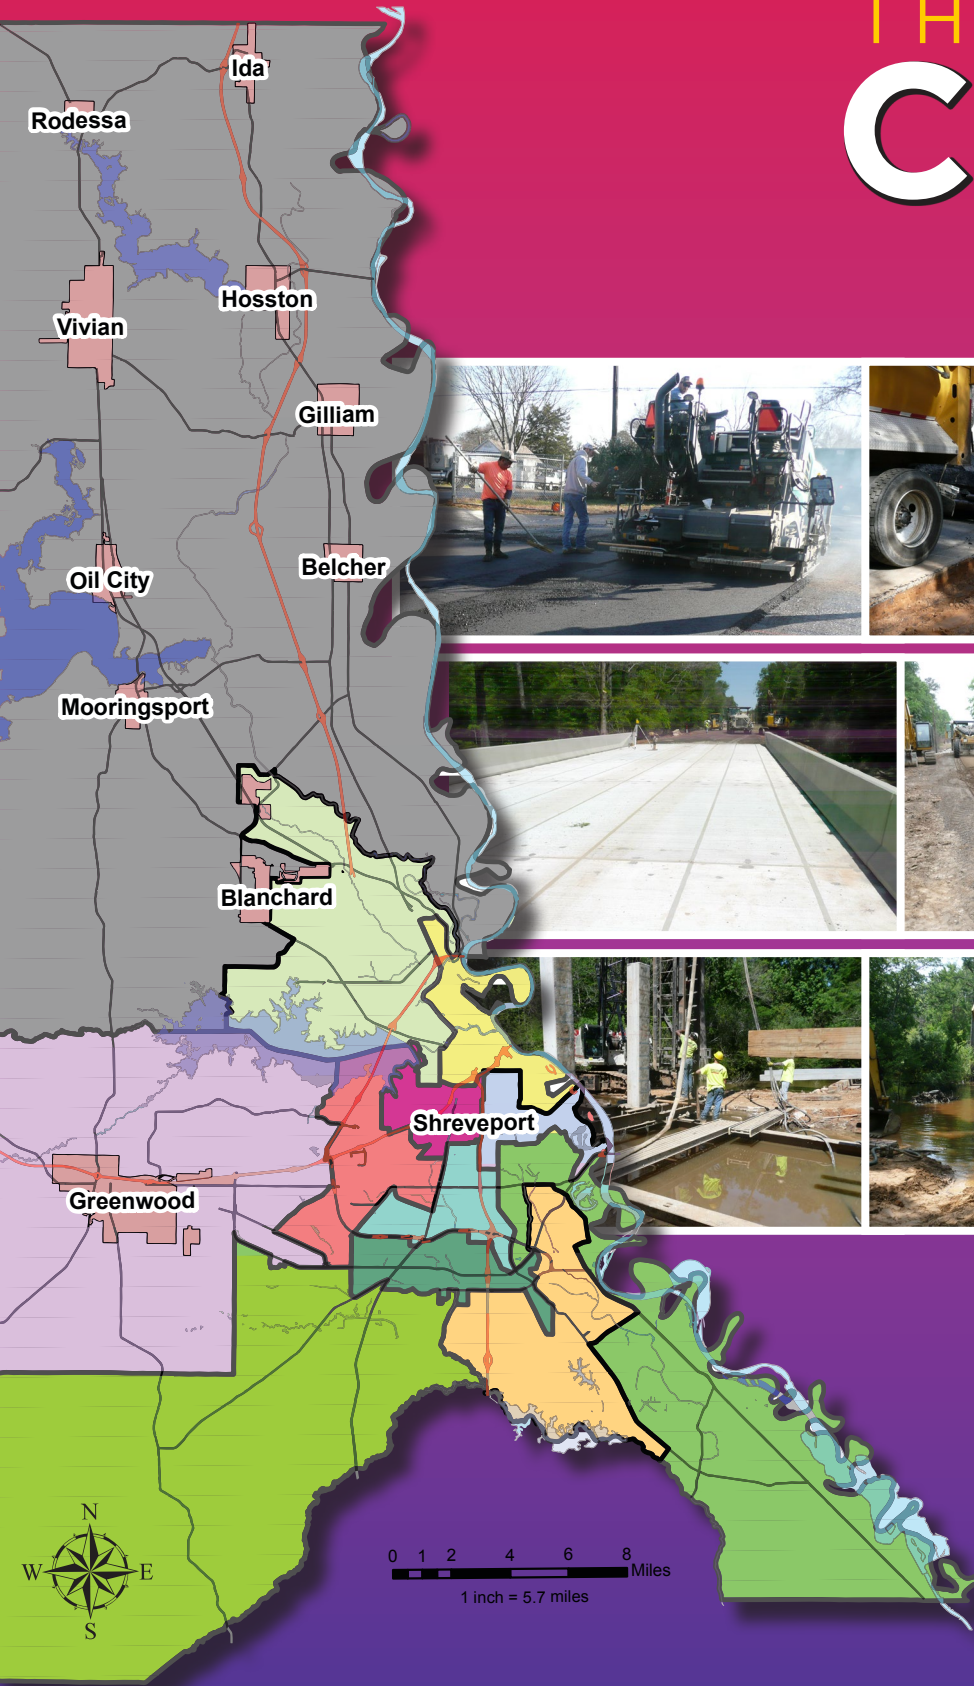 TH
C
Ida
Rodessa
Hosston
Vivian
Gilliam
Belcher
Oil City
Mooringsport
Blanchard
Shreveport
Greenwood
N
W
E
S
0 1 2 4 6 8
Miles
1 inch = 5.7 miles